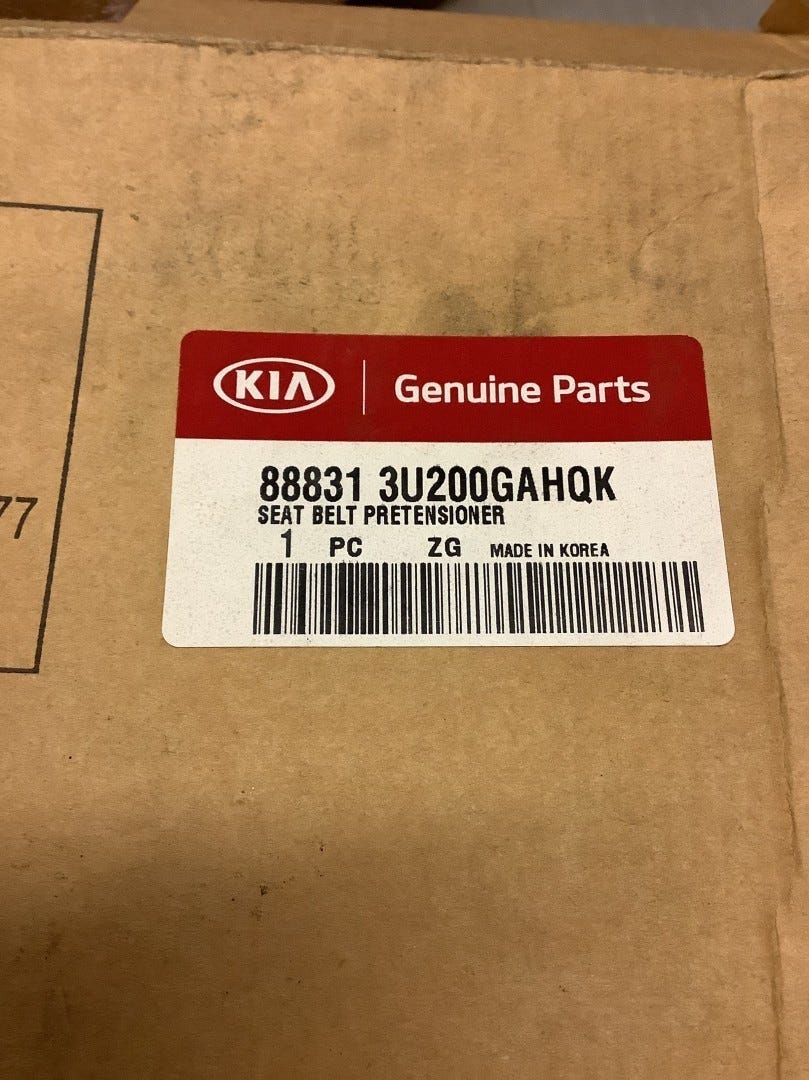 KIA Genuine Parts
88831 3U200GAHQK
SEAT BELT PRETENSIONER
1 PC ZG MADE IN KOREA
77